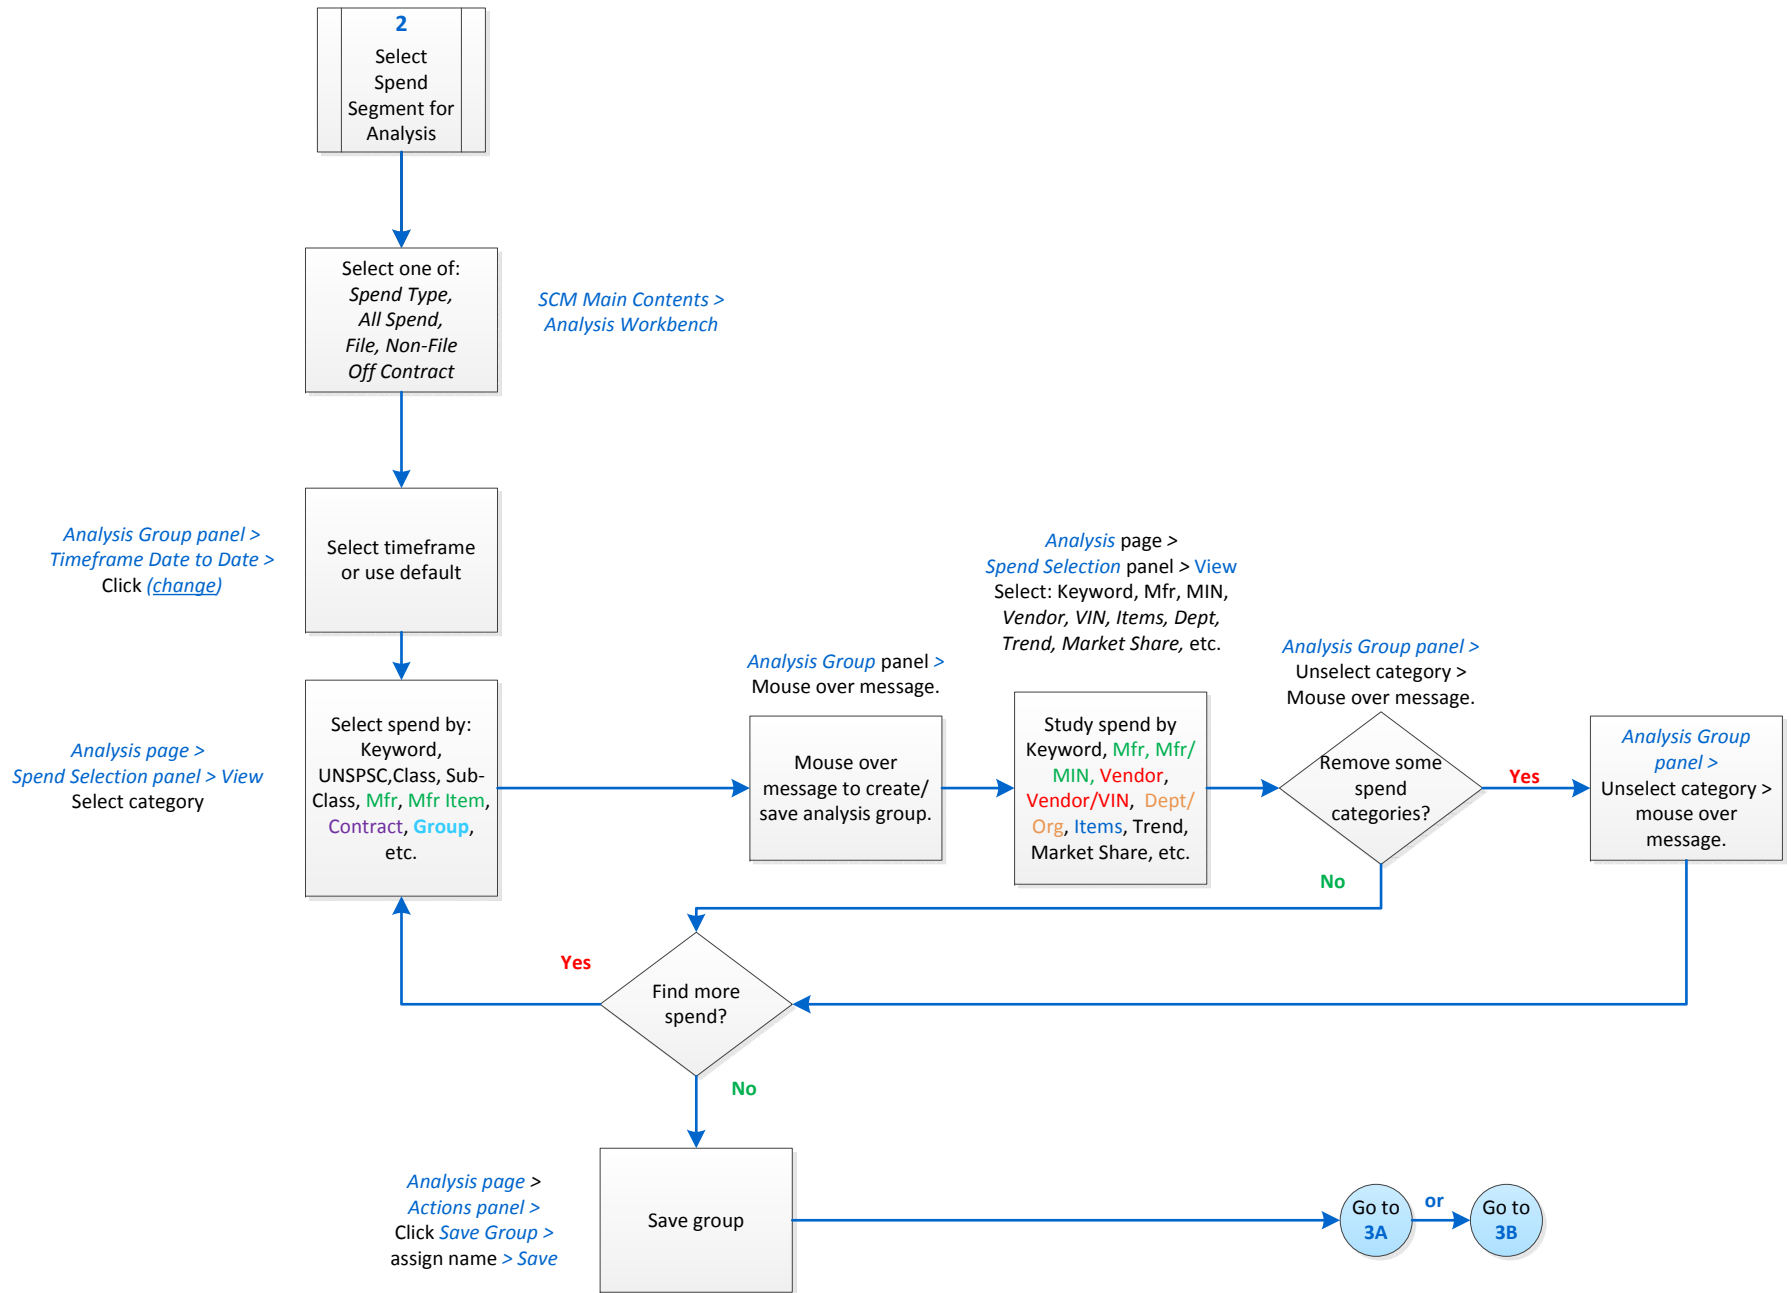 2
Select
Spend
Segment for
Analysis
Select one of:
Spend Type,
All Spend,
File, Non-File
Off Contract
SCM Main Contents >
Analysis Workbench
Analysis Group panel >
Timeframe Date to Date >
Click (change)
Select timeframe
or use default
Analysis page >
Spend Selection panel > View
Select category
Select spend by:
Keyword,
UNSPSC,Class, Sub-
Class, Mfr, Mfr Item,
Contract, Group,
etc.
Analysis Group panel >
Mouse over message.
Mouse over
message to create/
save analysis group.
Analysis page >
Spend Selection panel > View
Select: Keyword, Mfr, MIN,
Vendor, VIN, Items, Dept,
Trend, Market Share, etc.
Study spend by
Keyword, Mfr, Mfr/
MIN, Vendor,
Vendor/VIN, Dept/
Org, Items, Trend,
Market Share, etc.
Analysis Group panel >
Unselect category >
Mouse over message.
Remove some
spend
categories?
Yes
Analysis Group
panel >
Unselect category >
mouse over
message.
No
Yes
Find more
spend?
No
Analysis page >
Actions panel >
Click Save Group >
assign name > Save
Save group
Go to
3A
or
Go to
3B